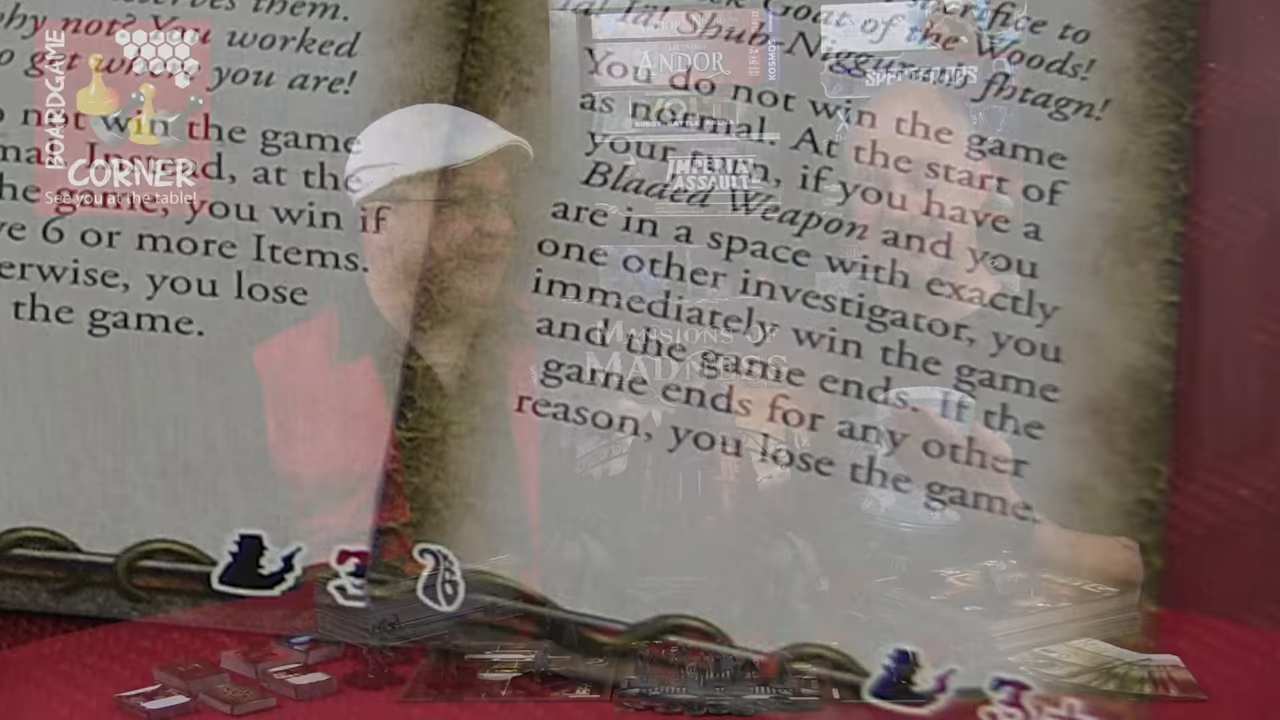 serves them.
hy not? You worked
o get where you are!
not win the game
Instead, at the
he game, you win if
ve 6 or more Items.
erwise, you lose
the game.
BOARDGAME
CORNER
See you at the table!
Goat of the Woods!
Iä! Shub-Niggurath fhtagn!
You do not win the game
as normal. At the start of
your turn, if you have a
Bladed Weapon and you
are in a space with exactly
one other investigator, you
immediately win the game
and the game ends. If the
game ends for any other
reason, you lose the game.
ANDOR
KOSMOS
IMPERIAL
ASSAULT
MANSIONS OF
MADNESS